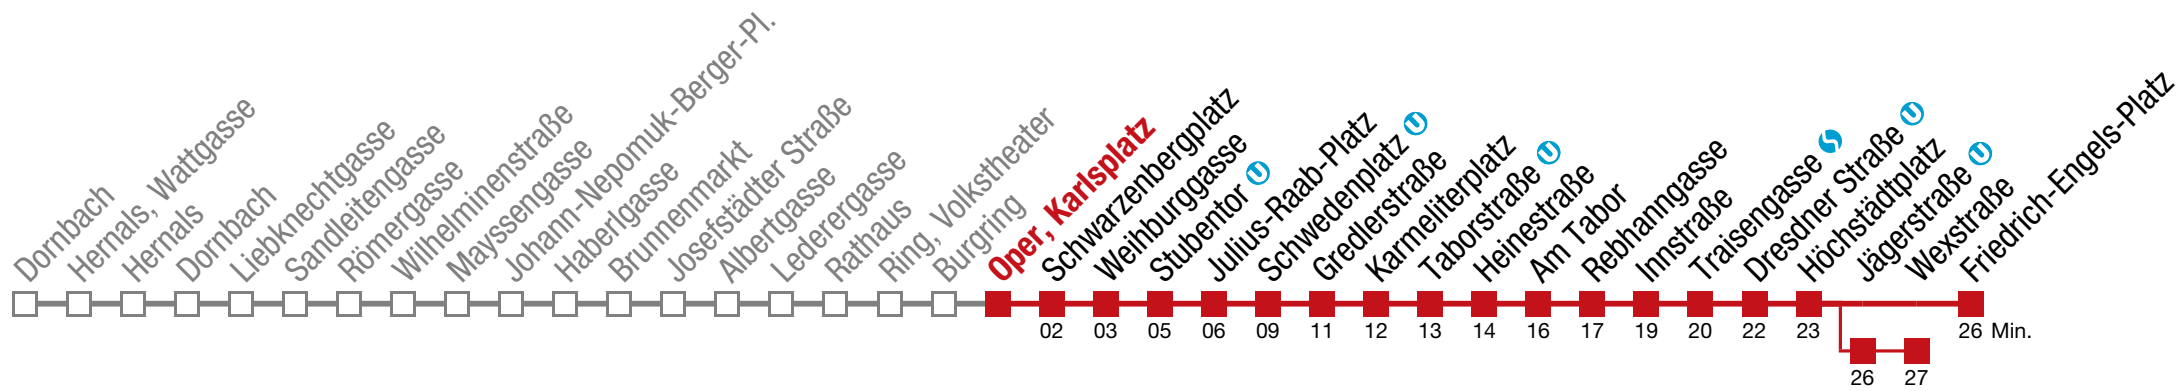 Dornbach
Hernals, Wattgasse
Hernals
Dornbach
Liebknechtgasse
Sandleitengasse
Römergasse
Wilhelminenstraße
Mayssengasse
Johann-Nepomuk-Berger-Pl.
Haberlgasse
Brunnenmarkt
Josefstädter Straße
Albertgasse
Lederergasse
Rathaus
Ring, Volkstheater
Burgring
Oper, Karlsplatz
Schwarzenbergplatz
Weihburggasse
Stubentor U
Julius-Raab-Platz
Schwedenplatz U
Gredlerstraße
Karmeliterplatz
Taborstraße U
Heinestraße
Am Tabor
Rebhanngasse
Innstraße
Traisengasse S
Dresdner Straße U
Höchstädtplatz
Jägerstraße U
Wexstraße
Friedrich-Engels-Platz
02 03 05 06 09 11 12 13 14 16 17 19 20 22 23 26 Min.
26 27